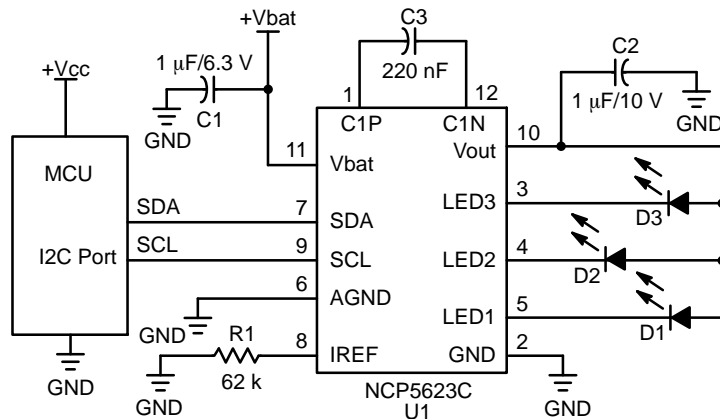 +Vbat
C3
+Vcc
1 μF/6.3 V
220 nF
C2
1
12
1 μF/10 V
GND
C1
C1P
C1N
10
GND
MCU
11
Vbat
Vout
SDA
7
SDA
LED3
3
D3
SCL
9
I2C Port
SCL
LED2
4
D2
6
AGND
GND
LED1
5
D1
R1
8
IREF
GND
2
GND
62 k
GND
NCP5623C
GND
U1